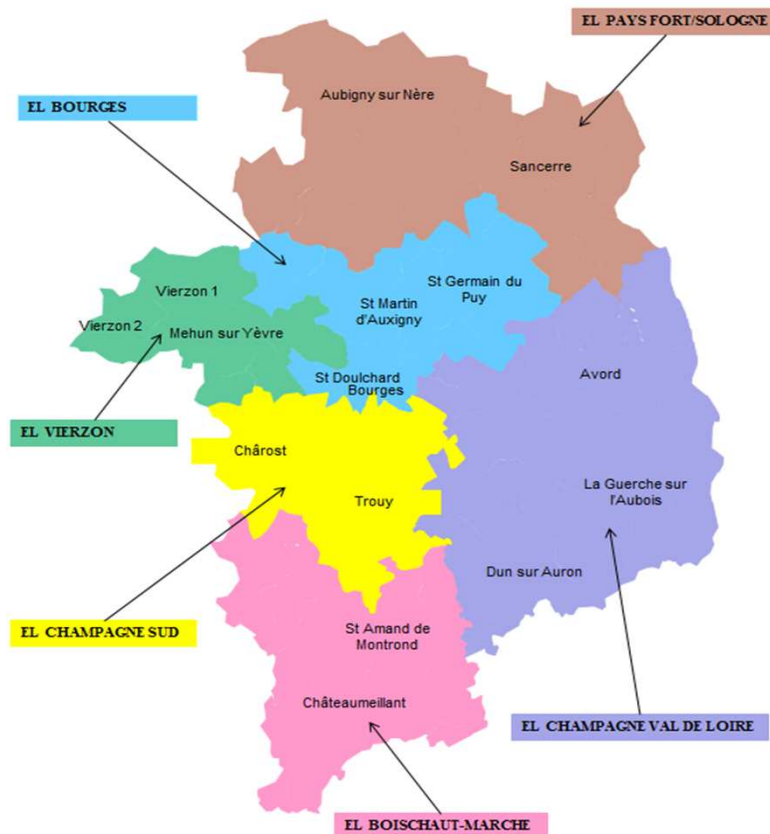 EL PAYS FORT/SOLOGNE
Aubigny sur Nère
EL BOURGES
Sancerre
St Germain du
Puy
Vierzon 1
St Martin
d'Auxigny
Vierzon 2
Mehun sur Yèvre
St Doulchard
Bourges
Avord
EL VIERZON
Chârost
La Guerche sur
l'Aubois
Trouy
Dun sur Auron
EL CHAMPAGNE SUD
St Amand de
Montrond
Châteaumeillant
EL CHAMPAGNE VAL DE LOIRE
EL BOISCHAUT-MARCHE